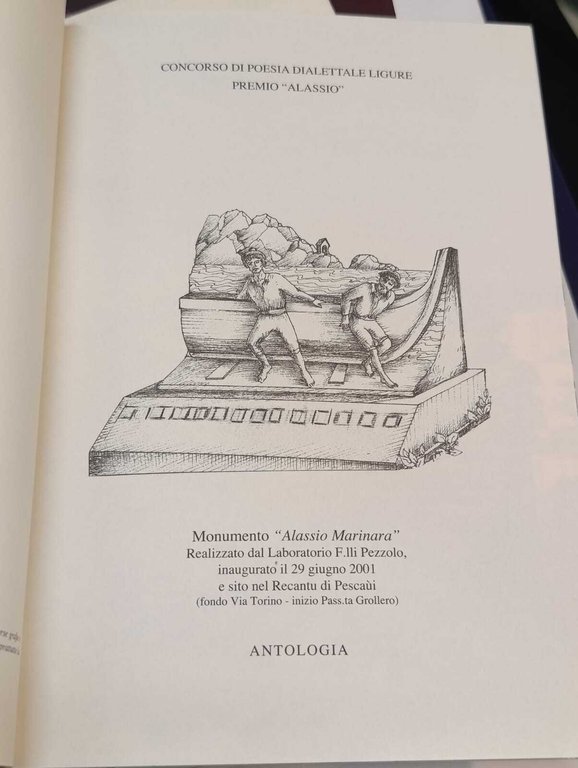 CONCORSO DI POESIA DIALETTALE LIGURE
PREMIO “ALASSIO”
Monumento “Alassio Marinara”
Realizzato dal Laboratorio F.lli Pezzolo,
inaugurato il 29 giugno 2001
e sito nel Recantu di Pescaùi
(fondo Via Torino - inizio Pass.ta Grollero)
ANTOLOGIA